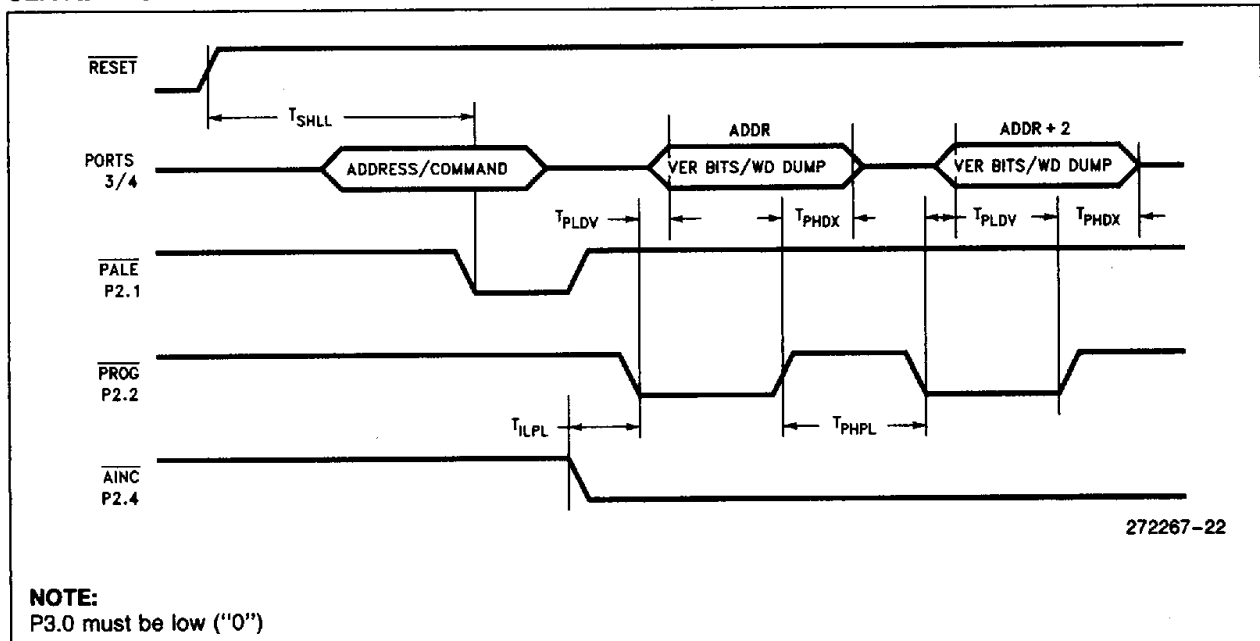 RESET
T_SHLL
ADDR
ADDR + 2
PORTS
3/4
ADDRESS/COMMAND
VER BITS/WD DUMP
VER BITS/WD DUMP
T_PLDV
T_PHDX
T_PLDV
T_PHDX
PALE
P2.1
PROG
P2.2
T_ILPL
T_PHPL
AINC
P2.4
272267-22
NOTE:
P3.0 must be low ("0")